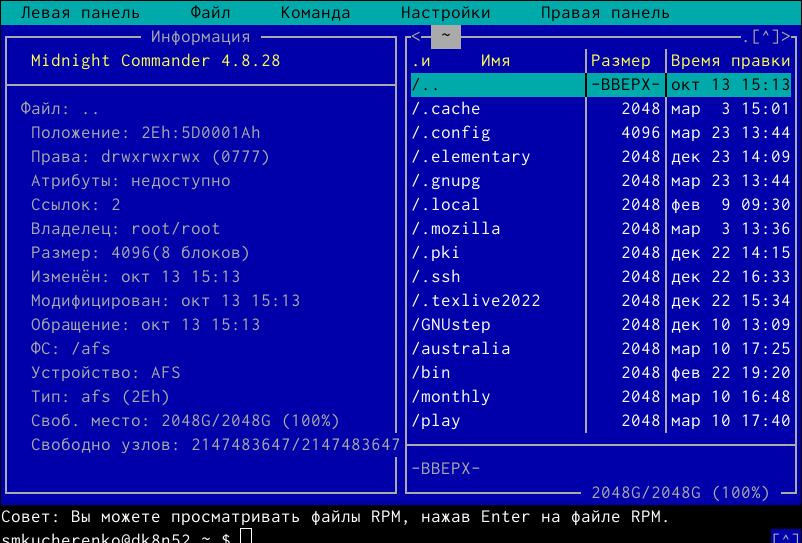 Левая панель Файл Команда Настройки Правая панель
Информация
Midnight Commander 4.8.28
Файл: ..
Положение: 2Eh:5D0001Ah
Права: drwxrwxrwx (0777)
Атрибуты: недоступно
Ссылок: 2
Владелец: root/root
Размер: 4096(8 блоков)
Изменён: окт 13 15:13
Модифицирован: окт 13 15:13
Обращение: окт 13 15:13
ФС: /afs
Устройство: AFS
Тип: afs (2Eh)
Своб. место: 2048G/2048G (100%)
Свободно узлов: 2147483647/2147483647
<─ ~ .[^]>
.и Имя Размер Время правки
/.. -ВВЕРХ- окт 13 15:13
/.cache 2048 мар 3 15:01
/.config 4096 мар 23 13:44
/.elementary 2048 дек 23 14:09
/.gnupg 2048 мар 23 13:44
/.local 2048 фев 9 09:30
/.mozilla 2048 мар 3 13:36
/.pki 2048 дек 22 14:15
/.ssh 2048 дек 22 16:33
/.texlive2022 2048 дек 22 15:34
/GNUstep 2048 дек 10 13:09
/australia 2048 мар 10 17:25
/bin 2048 фев 22 19:20
/monthly 2048 мар 10 16:48
/play 2048 мар 10 17:40
-ВВЕРХ-
2048G/2048G (100%)
Совет: Вы можете просматривать файлы RPM, нажав Enter на файле RPM.
smkucherenko@dk8n52 ~ $ [^]